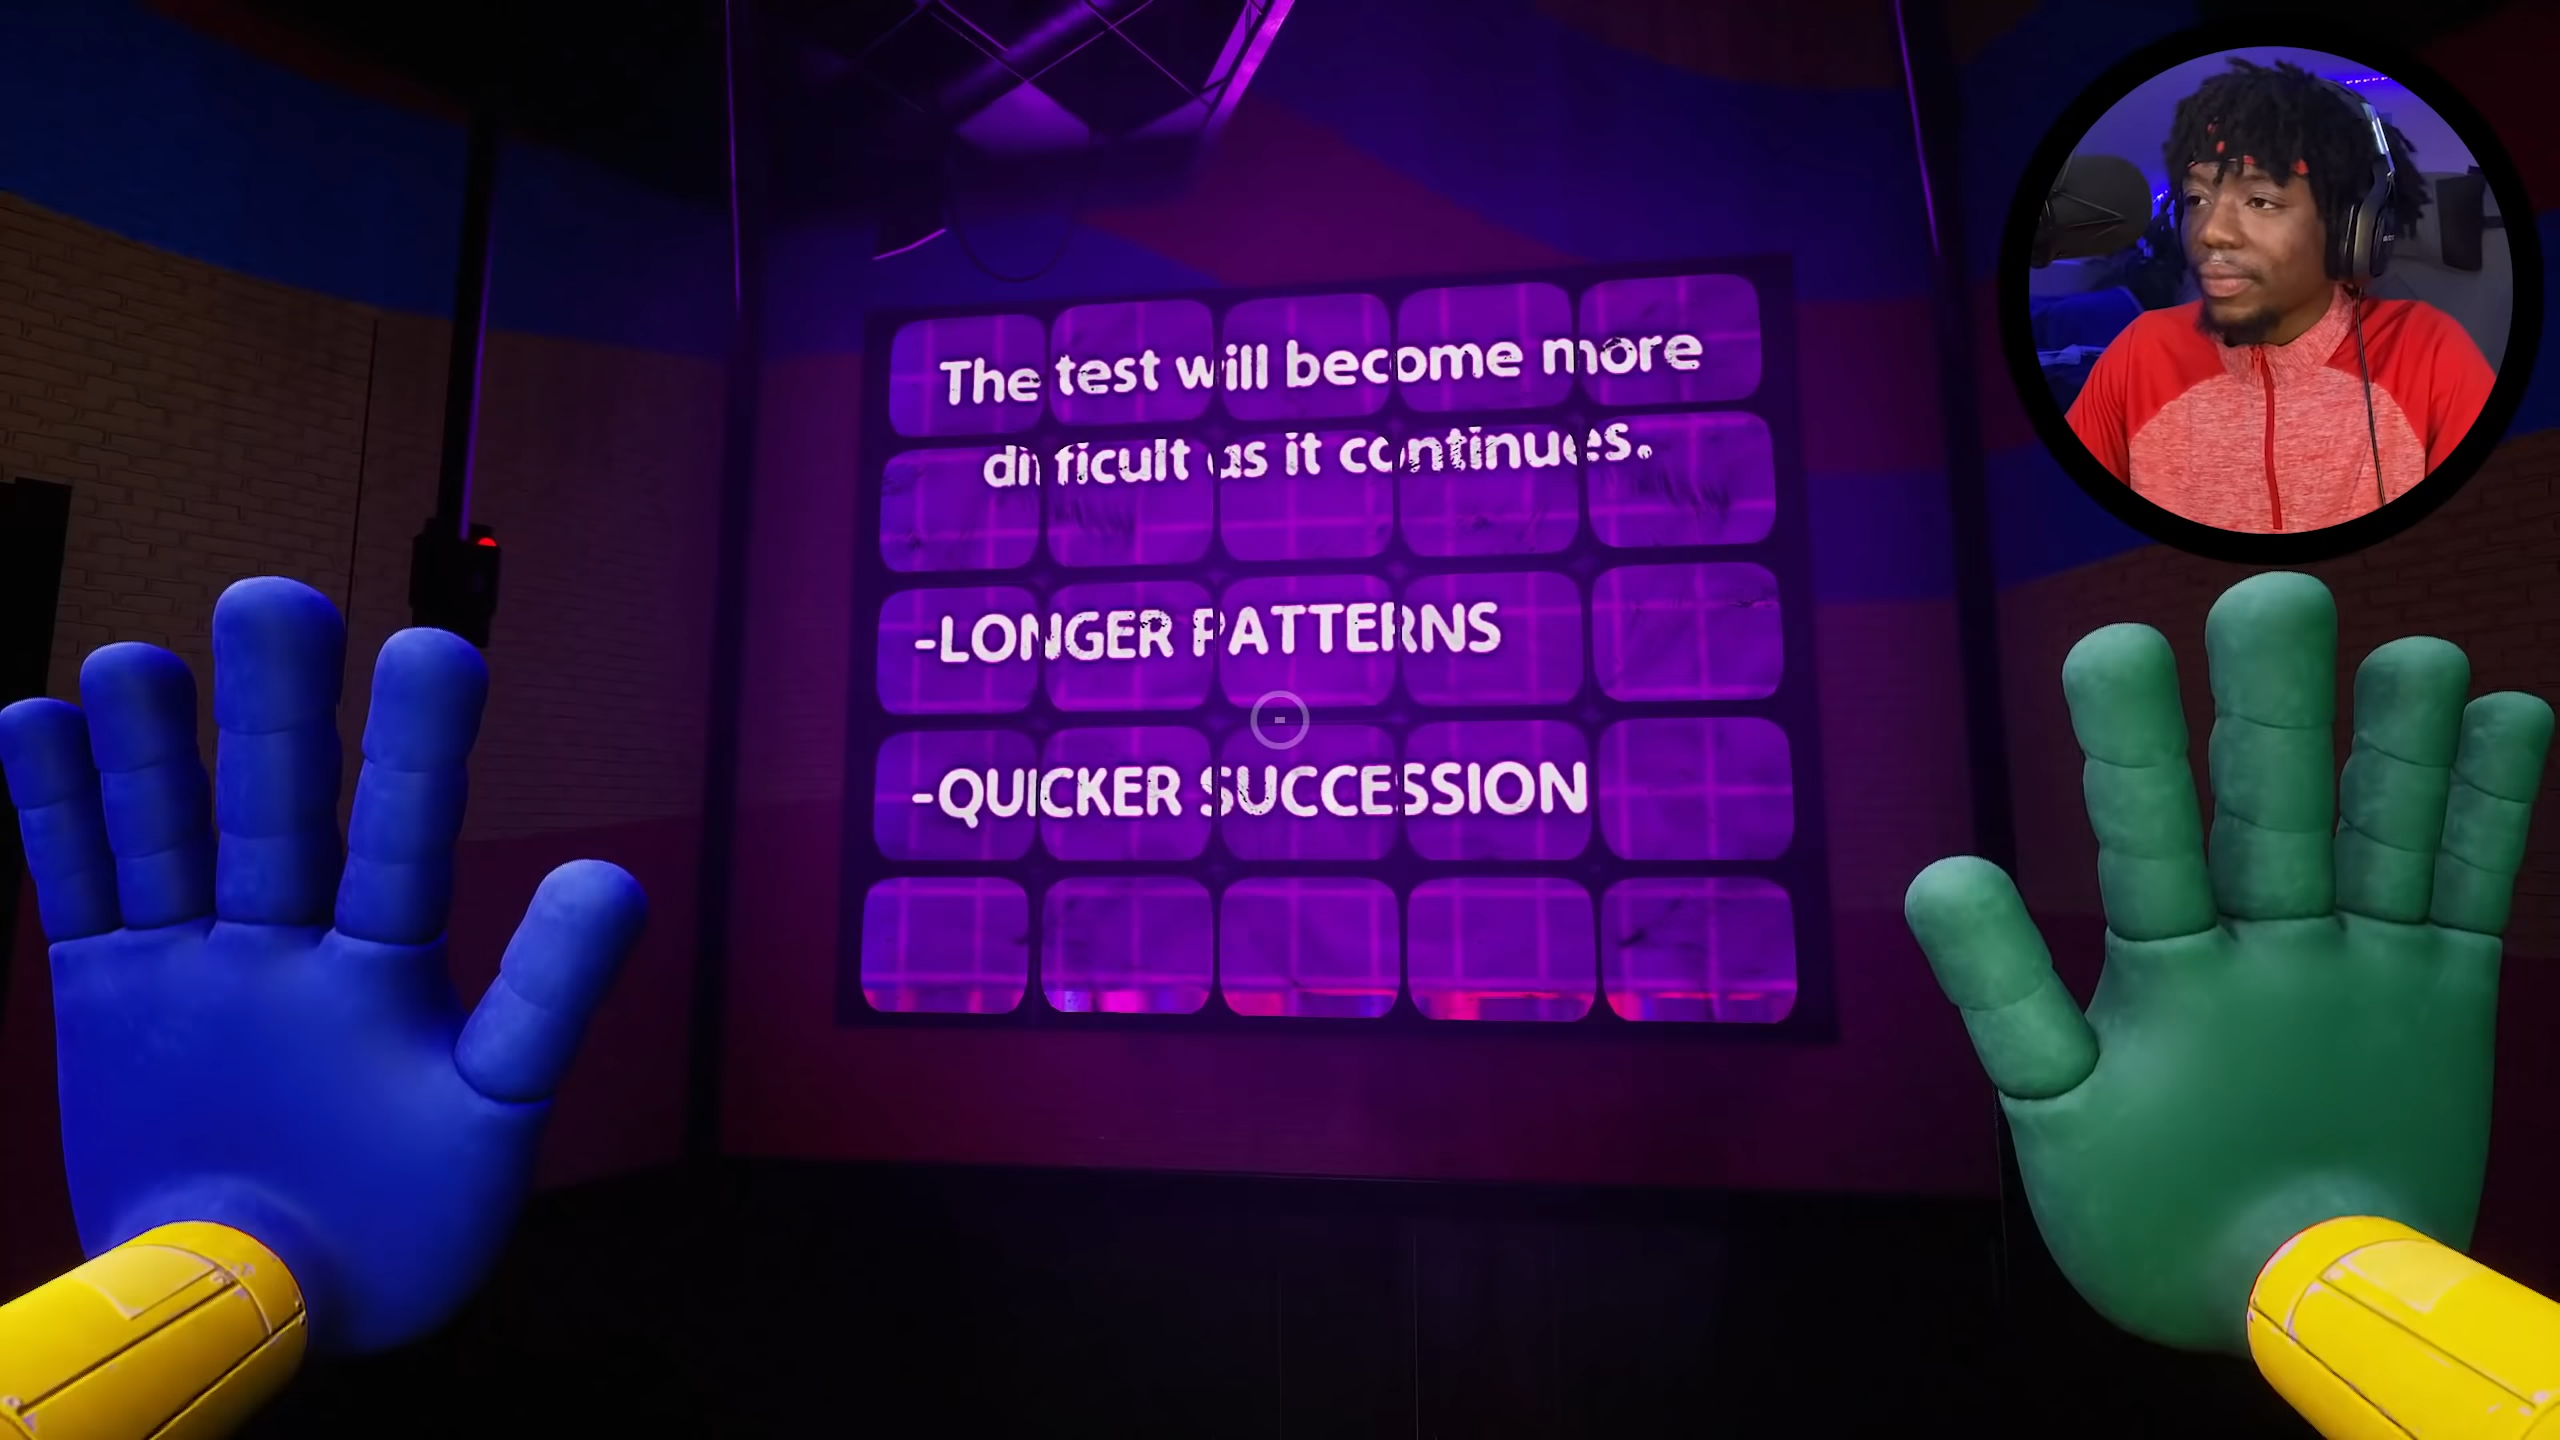 The test will become more
difficult as it continues.
-LONGER PATTERNS
-QUICKER SUCCESSION